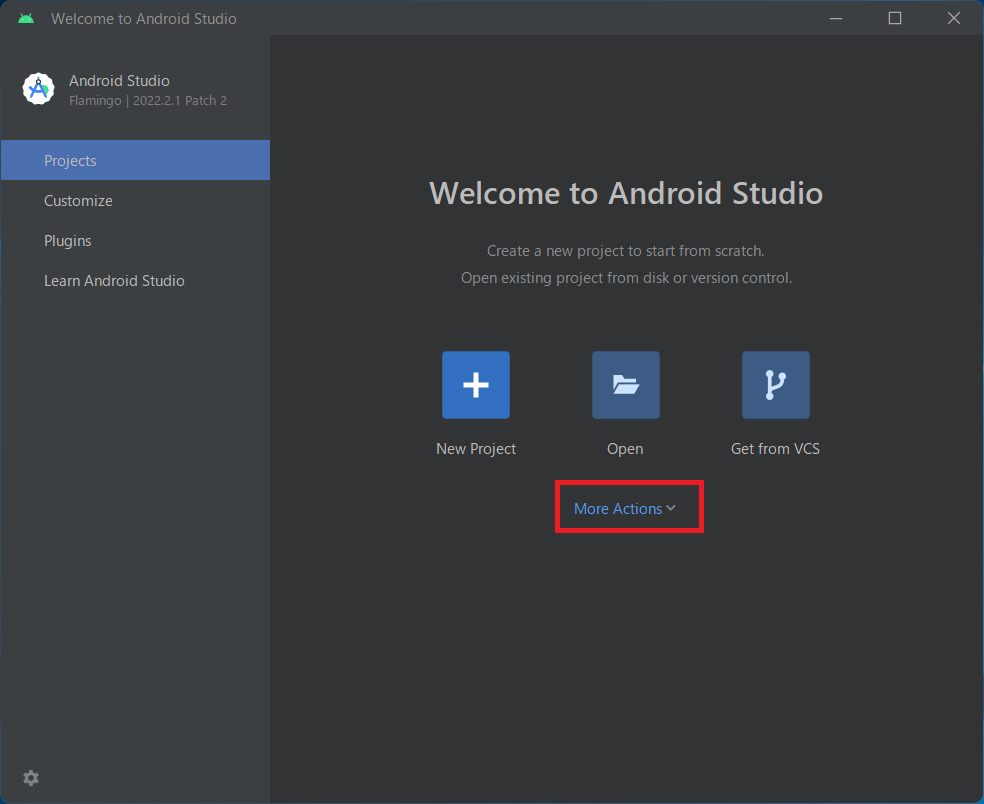 Welcome to Android Studio
Android Studio
Flamingo | 2022.2.1 Patch 2
Projects
Customize
Plugins
Learn Android Studio
Welcome to Android Studio
Create a new project to start from scratch.
Open existing project from disk or version control.
New Project
Open
Get from VCS
More Actions